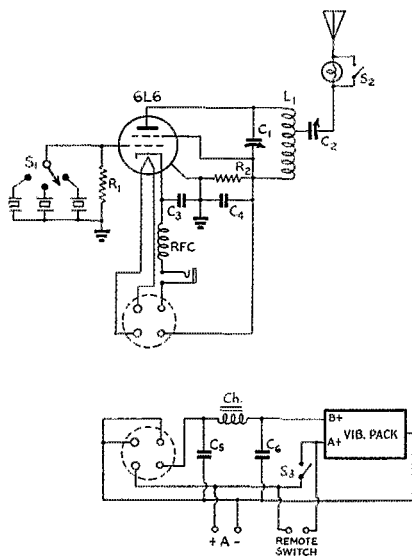 6L6
L1
S2
C1
C2
S1
R1
R2
C3
C4
RFC
Ch.
B+
A+
VIB. PACK
C5
C6
S3
+ A -
REMOTE
SWITCH